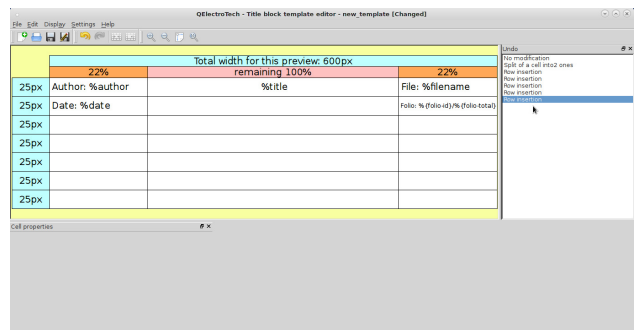 QElectroTech - Title block template editor - new_template [Changed]
File Edit Display Settings Help
Total width for this preview: 600px
22% remaining 100% 22%
25px Author: %author %title File: %filename
25px Date: %date Folio: %{folio-id}/%{folio-total}
25px
25px
25px
25px
25px
Undo
No modification
Split of a cell into2 ones
Row insertion
Row insertion
Row insertion
Row insertion
Row insertion
Cell properties